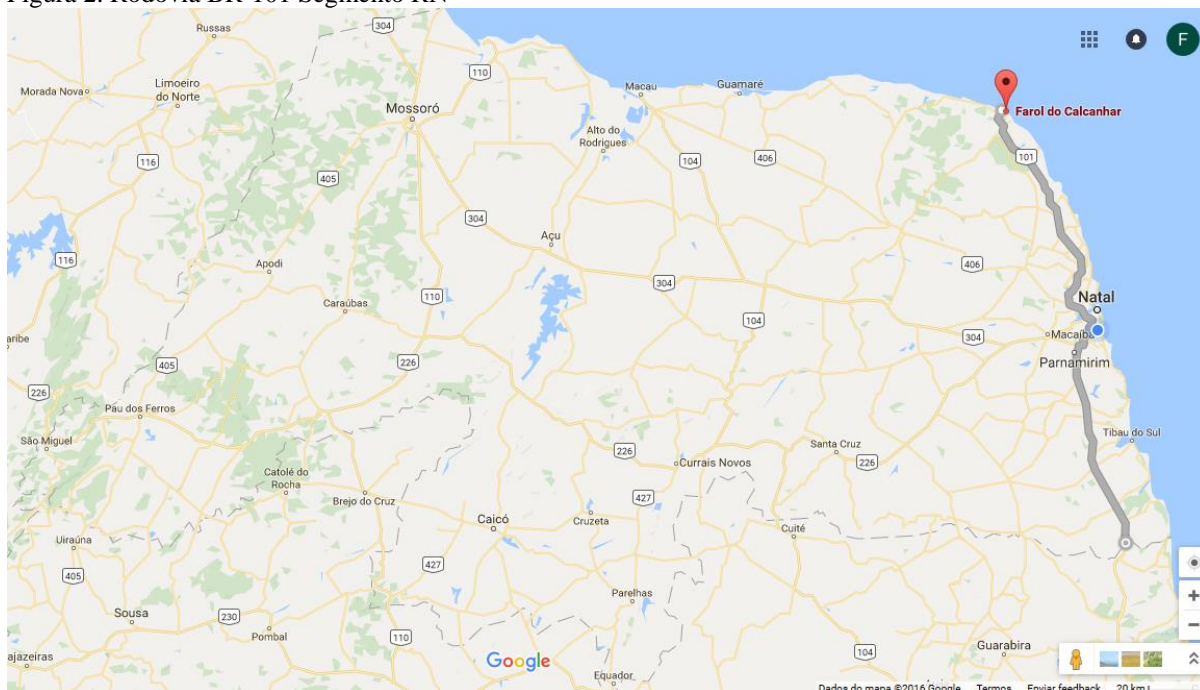 Figura 2. Rodovia BR-101 Segmento RN
Russas
304
F
110
Limoeiro
do Norte
Morada Nova
Macau
Guamaré
Mossoró
Farol do Calcanhar
Alto do
Rodrigues
116
104
406
101
405
304
Açu
116
Apodi
406
304
110
Caraúbas
Natal
104
304
Macaíba
Parnamirim
405
226
226
Pau dos Ferros
São Miguel
Tibau do Sul
Santa Cruz
226
Currais Novos
226
Catolé do
Rocha
Brejo do Cruz
427
Caicó
Cruzeta
Cuité
Uiraúna
427
405
Parelhas
Sousa
230
Pombal
110
Guarabira
104
ajazeiras
Google
Equador
Dados do mapa ©2016 Google Termos Enviar feedback 20 km